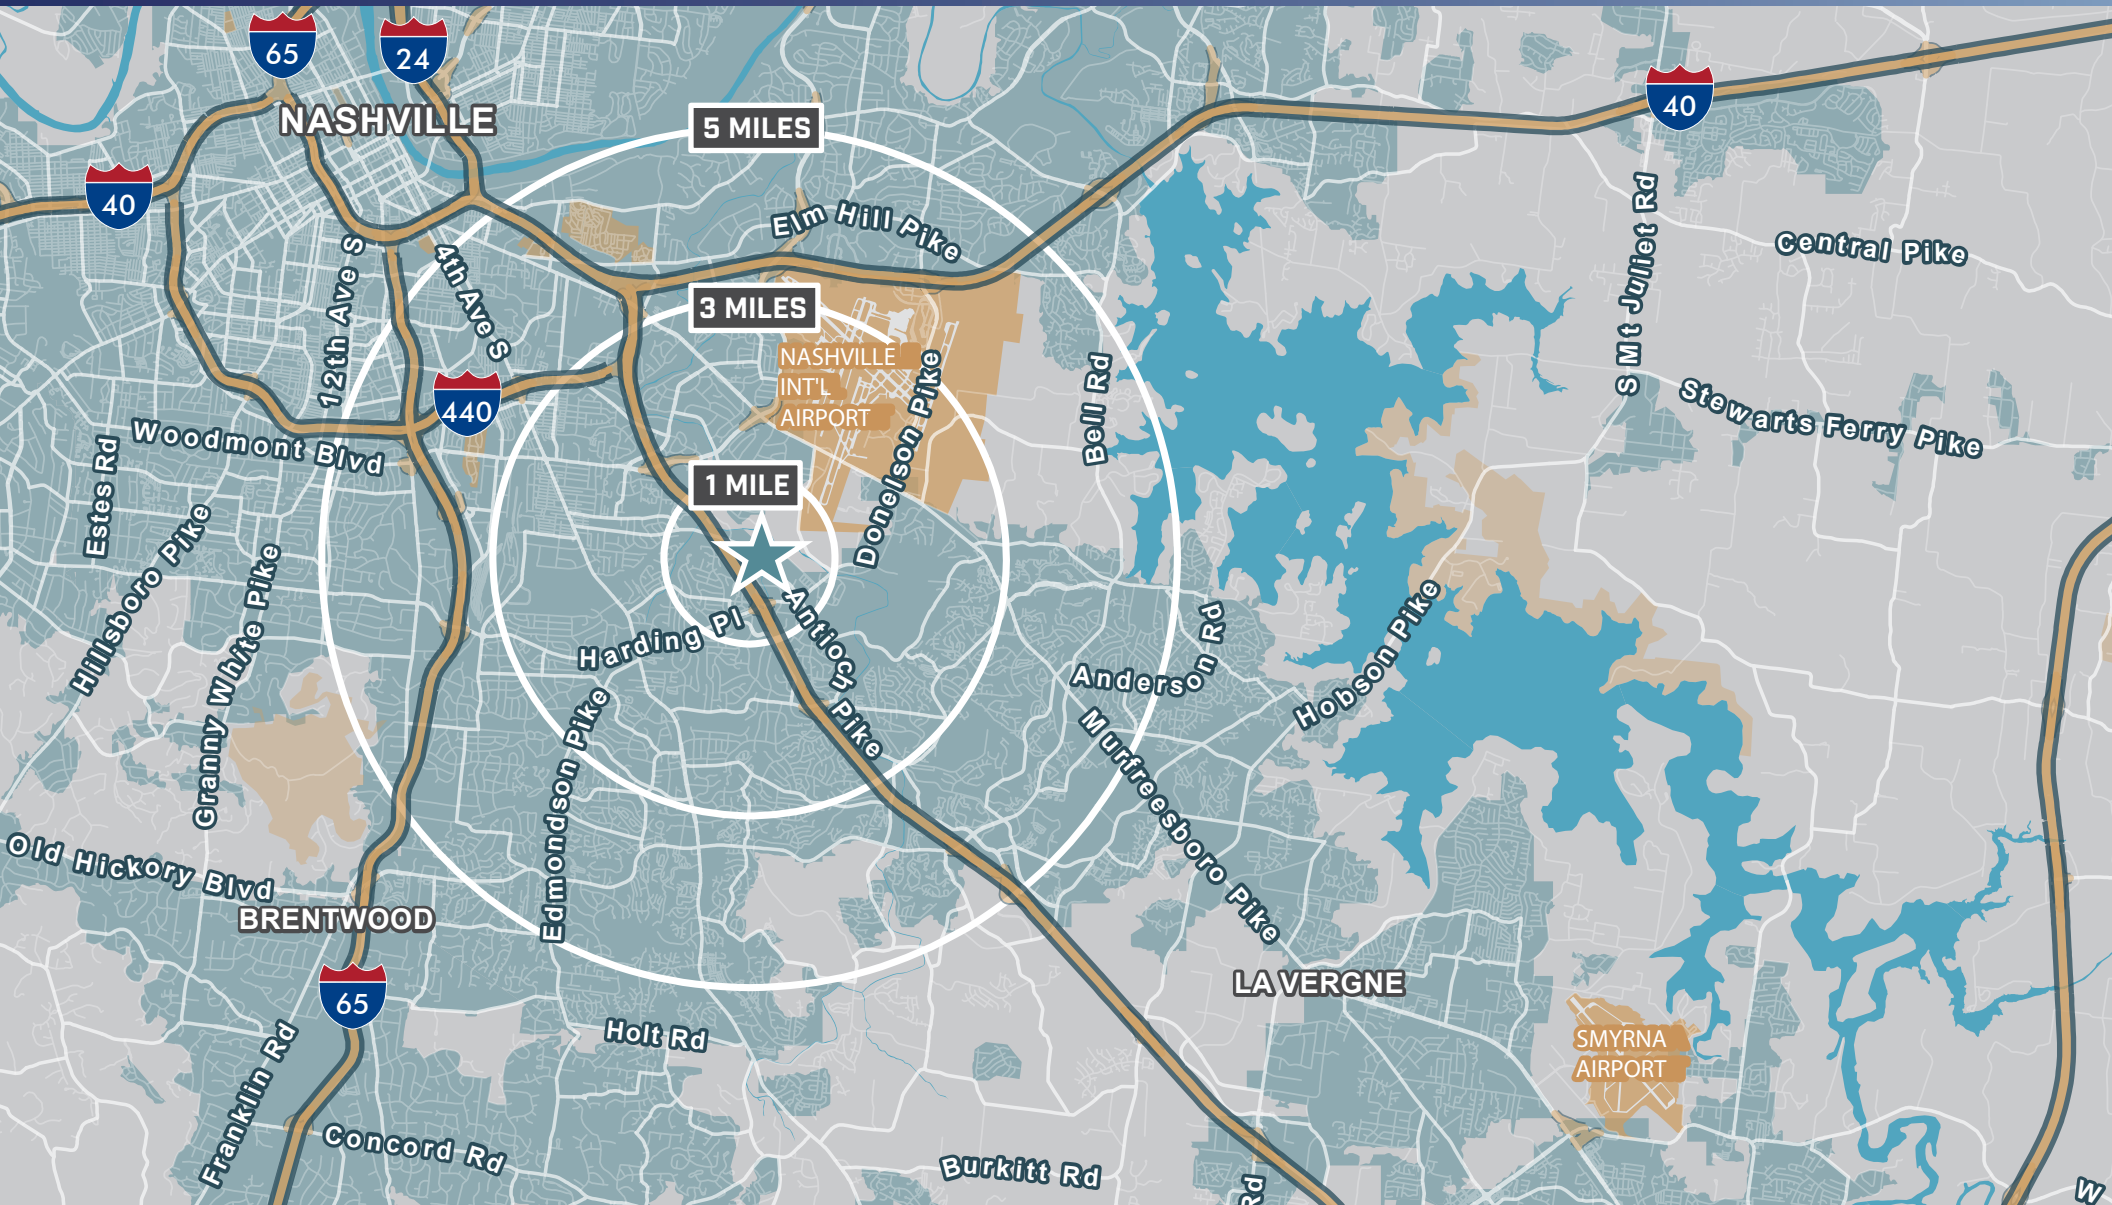 65
24
NASHVILLE
40
5 MILES
40
Elm Hill Pike
S Mt Juliet Rd
Central Pike
12th Ave S
4th Ave S
3 MILES
NASHVILLE
INT'L
AIRPORT
Donelson Pike
Bell Rd
Stewarts Ferry Pike
440
Woodmont Blvd
Estes Rd
1 MILE
Hillsboro Pike
Granny White Pike
Harding Pl
Antioch Pike
Anderson Rd
Hobson Pike
Edmondson Pike
Murfreesboro Pike
Old Hickory Blvd
BRENTWOOD
65
LA VERGNE
Franklin Rd
Holt Rd
SMYRNA
AIRPORT
Concord Rd
Burkitt Rd
Rd
W